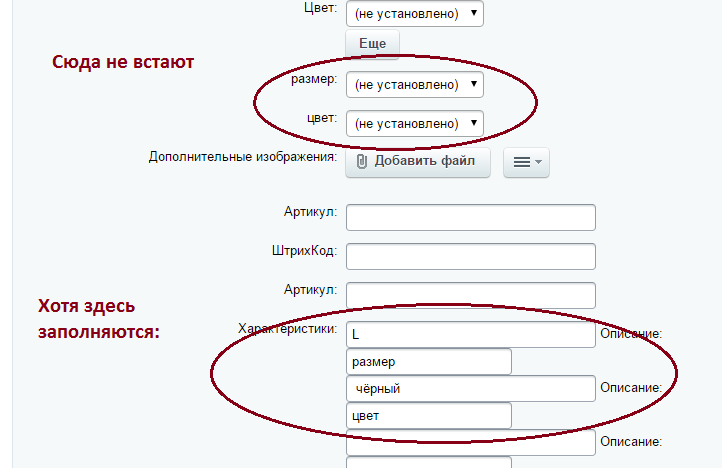 Цвет: (не установлено)
Еще
Сюда не встают
размер: (не установлено)
цвет: (не установлено)
Дополнительные изображения: Добавить файл
Артикул:
ШтрихКод:
Артикул:
Хотя здесь
заполняются:
Характеристики: L Описание:
размер
чёрный Описание:
цвет
Описание: